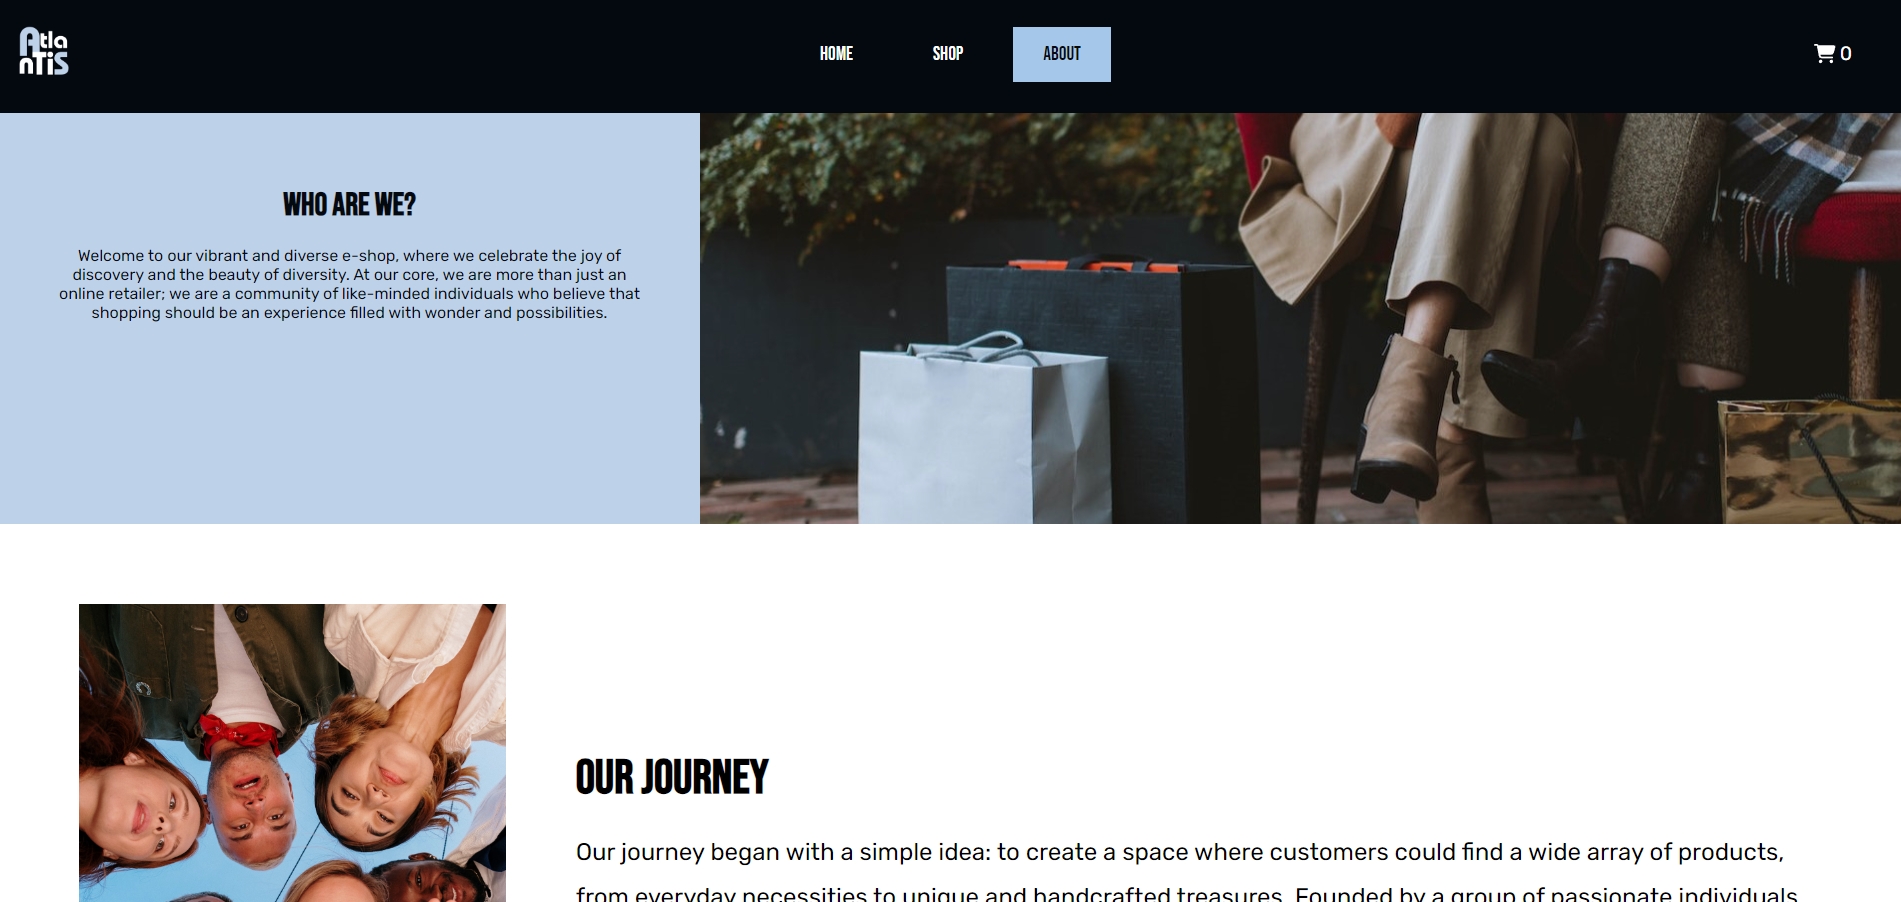 Atla
nTiS
HOME
SHOP
ABOUT
0
WHO ARE WE?
Welcome to our vibrant and diverse e-shop, where we celebrate the joy of
discovery and the beauty of diversity. At our core, we are more than just an
online retailer; we are a community of like-minded individuals who believe that
shopping should be an experience filled with wonder and possibilities.
OUR JOURNEY
Our journey began with a simple idea: to create a space where customers could find a wide array of products,
from everyday necessities to unique and handcrafted treasures. Founded by a group of passionate individuals